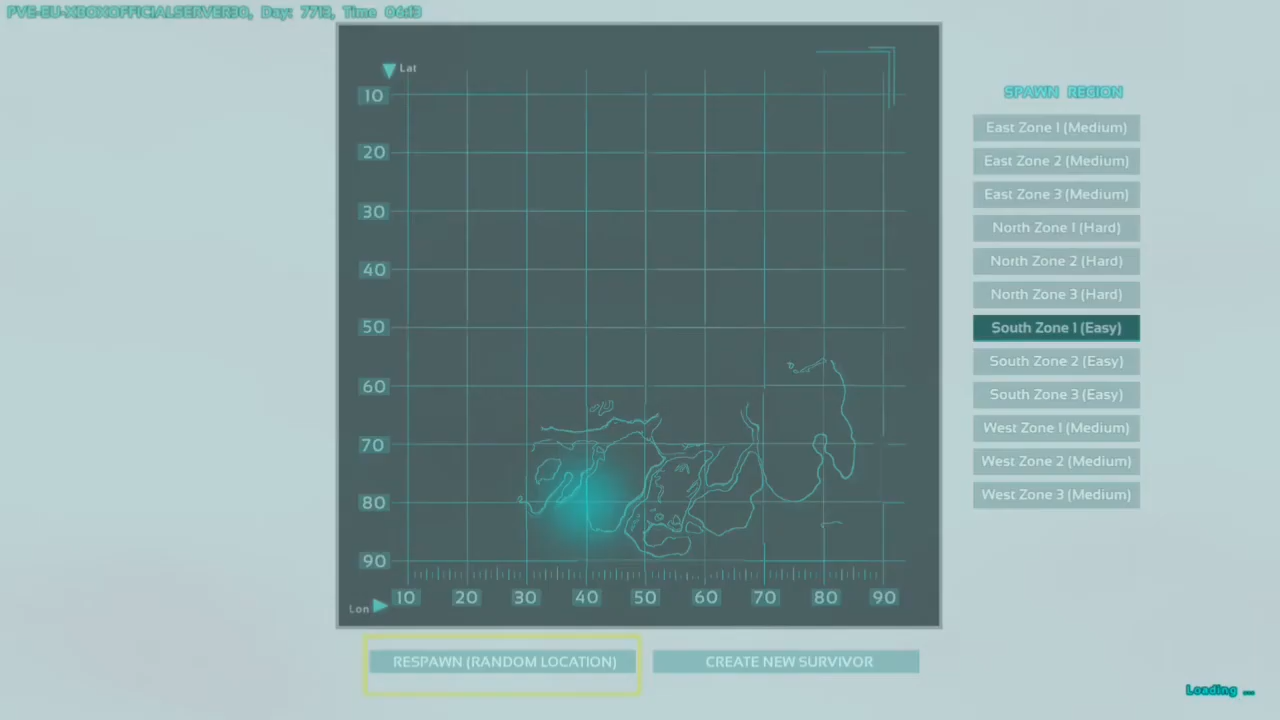 PVE-EU-XBOXOFFICIALSERVER30, Day: 7713, Time 06:13
Lat
10
20
30
40
50
60
70
80
90
Lon
10 20 30 40 50 60 70 80 90
RESPAWN (RANDOM LOCATION)
CREATE NEW SURVIVOR
SPAWN REGION
East Zone 1 (Medium)
East Zone 2 (Medium)
East Zone 3 (Medium)
North Zone 1 (Hard)
North Zone 2 (Hard)
North Zone 3 (Hard)
South Zone 1 (Easy)
South Zone 2 (Easy)
South Zone 3 (Easy)
West Zone 1 (Medium)
West Zone 2 (Medium)
West Zone 3 (Medium)
Loading ...